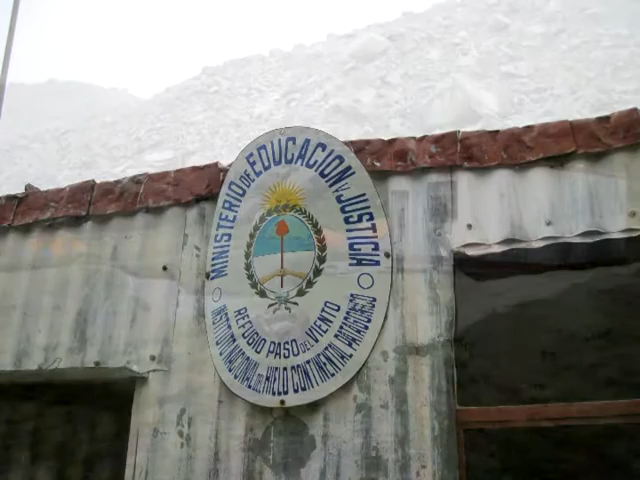 MINISTERIO DE EDUCACION Y JUSTICIA
REFUGIO PASO DEL VIENTO
INSTITUTO NACIONAL DEL HIELO CONTINENTAL PATAGONICO